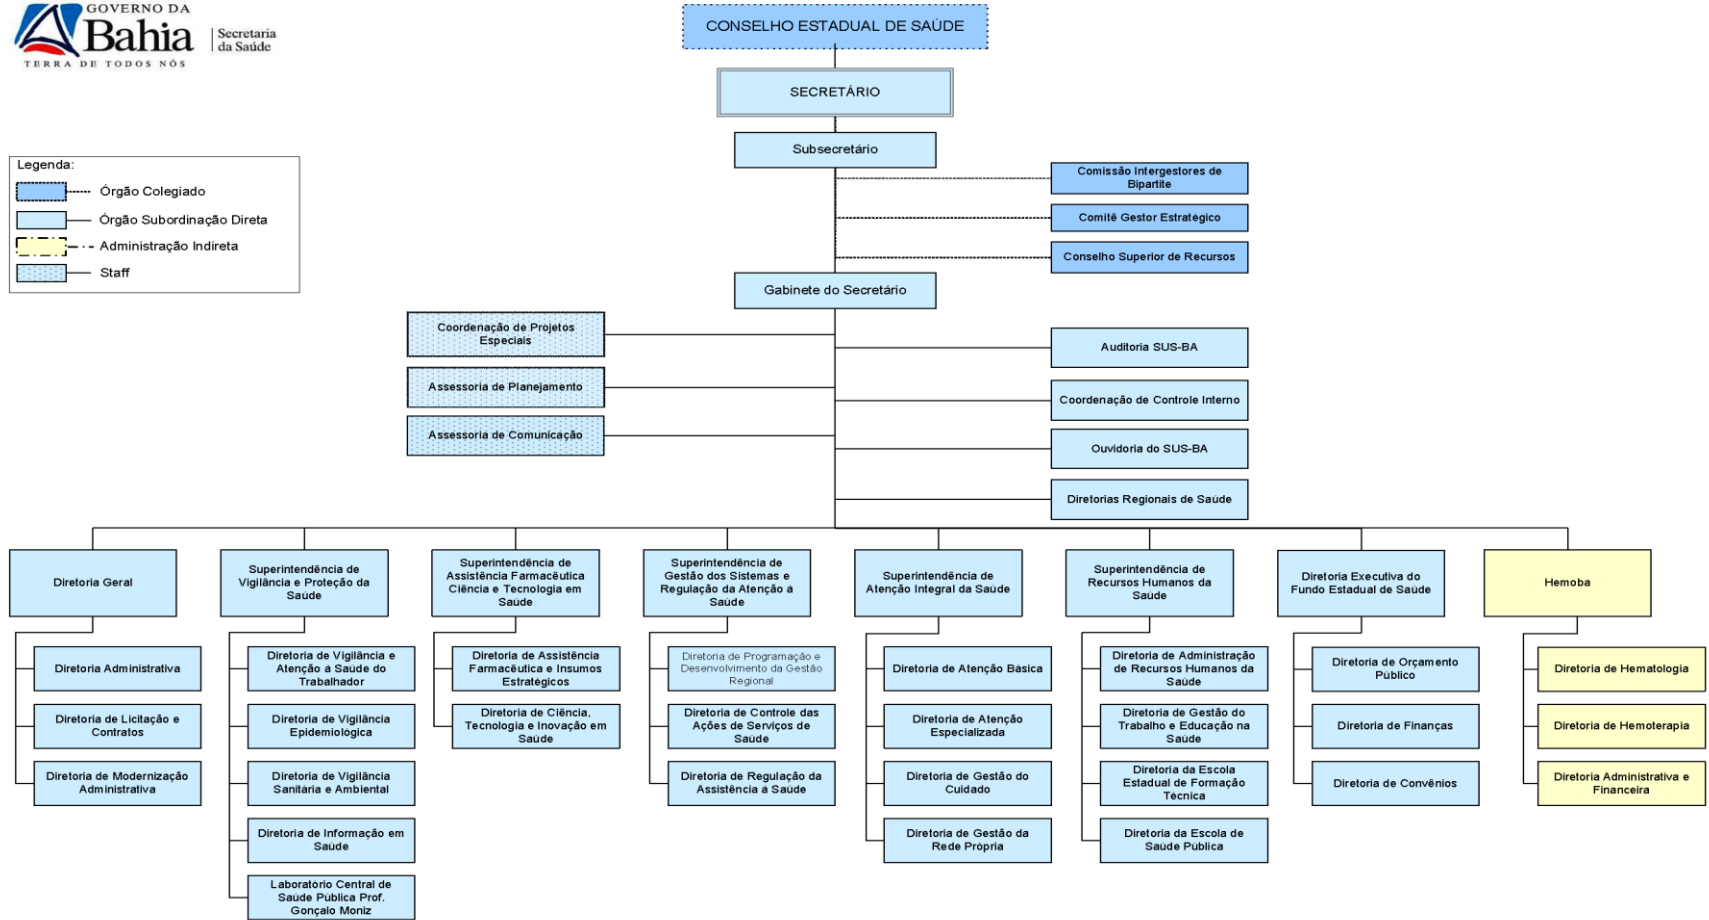 GOVERNO DA
Bahia
TERRA DE TODOS NÓS
Secretaria
da Saúde
CONSELHO ESTADUAL DE SAÚDE
SECRETÁRIO
Subsecretário
Legenda:
Órgão Colegiado
Órgão Subordinação Direta
Administração Indireta
Staff
Comissão Intergestores de
Bipartite
Comitê Gestor Estratégico
Conselho Superior de Recursos
Gabinete do Secretário
Coordenação de Projetos
Especiais
Assessoria de Planejamento
Assessoria de Comunicação
Auditoria SUS-BA
Coordenação de Controle Interno
Ouvidoria do SUS-BA
Diretorias Regionais de Saúde
Diretoria Geral
Diretoria Administrativa
Diretoria de Licitação e
Contratos
Diretoria de Modernização
Administrativa
Superintendência de
Vigilância e Proteção da
Saúde
Diretoria de Vigilância e
Atenção á Saúde do
Trabalhador
Diretoria de Vigilância
Epidemiológica
Diretoria de Vigilância
Sanitária e Ambiental
Diretoria de Informação em
Saúde
Laboratório Central de
Saúde Pública Prof.
Gonçalo Moniz
Superintendência de
Assistência Farmacêutica
Ciência e Tecnologia em
Saúde
Diretoria de Assistência
Farmacêutica e Insumos
Estratégicos
Diretoria de Ciência,
Tecnologia e Inovação em
Saúde
Superintendência de
Gestão dos Sistemas e
Regulação da Atenção á
Saúde
Diretoria de Programação e
Desenvolvimento da Gestão
Regional
Diretoria de Controle das
Ações de Serviços de
Saúde
Diretoria de Regulação da
Assistência á Saúde
Superintendência de
Atenção Integral da Saúde
Diretoria de Atenção Básica
Diretoria de Atenção
Especializada
Diretoria de Gestão do
Cuidado
Diretoria de Gestão da
Rede Própria
Superintendência de
Recursos Humanos da
Saúde
Diretoria de Administração
de Recursos Humanos da
Saúde
Diretoria de Gestão do
Trabalho e Educação na
Saúde
Diretoria da Escola
Estadual de Formação
Técnica
Diretoria da Escola de
Saúde Pública
Diretoria Executiva do
Fundo Estadual de Saúde
Diretoria de Orçamento
Público
Diretoria de Finanças
Diretoria de Convênios
Hemoba
Diretoria de Hematologia
Diretoria de Hemoterapia
Diretoria Administrativa e
Financeira